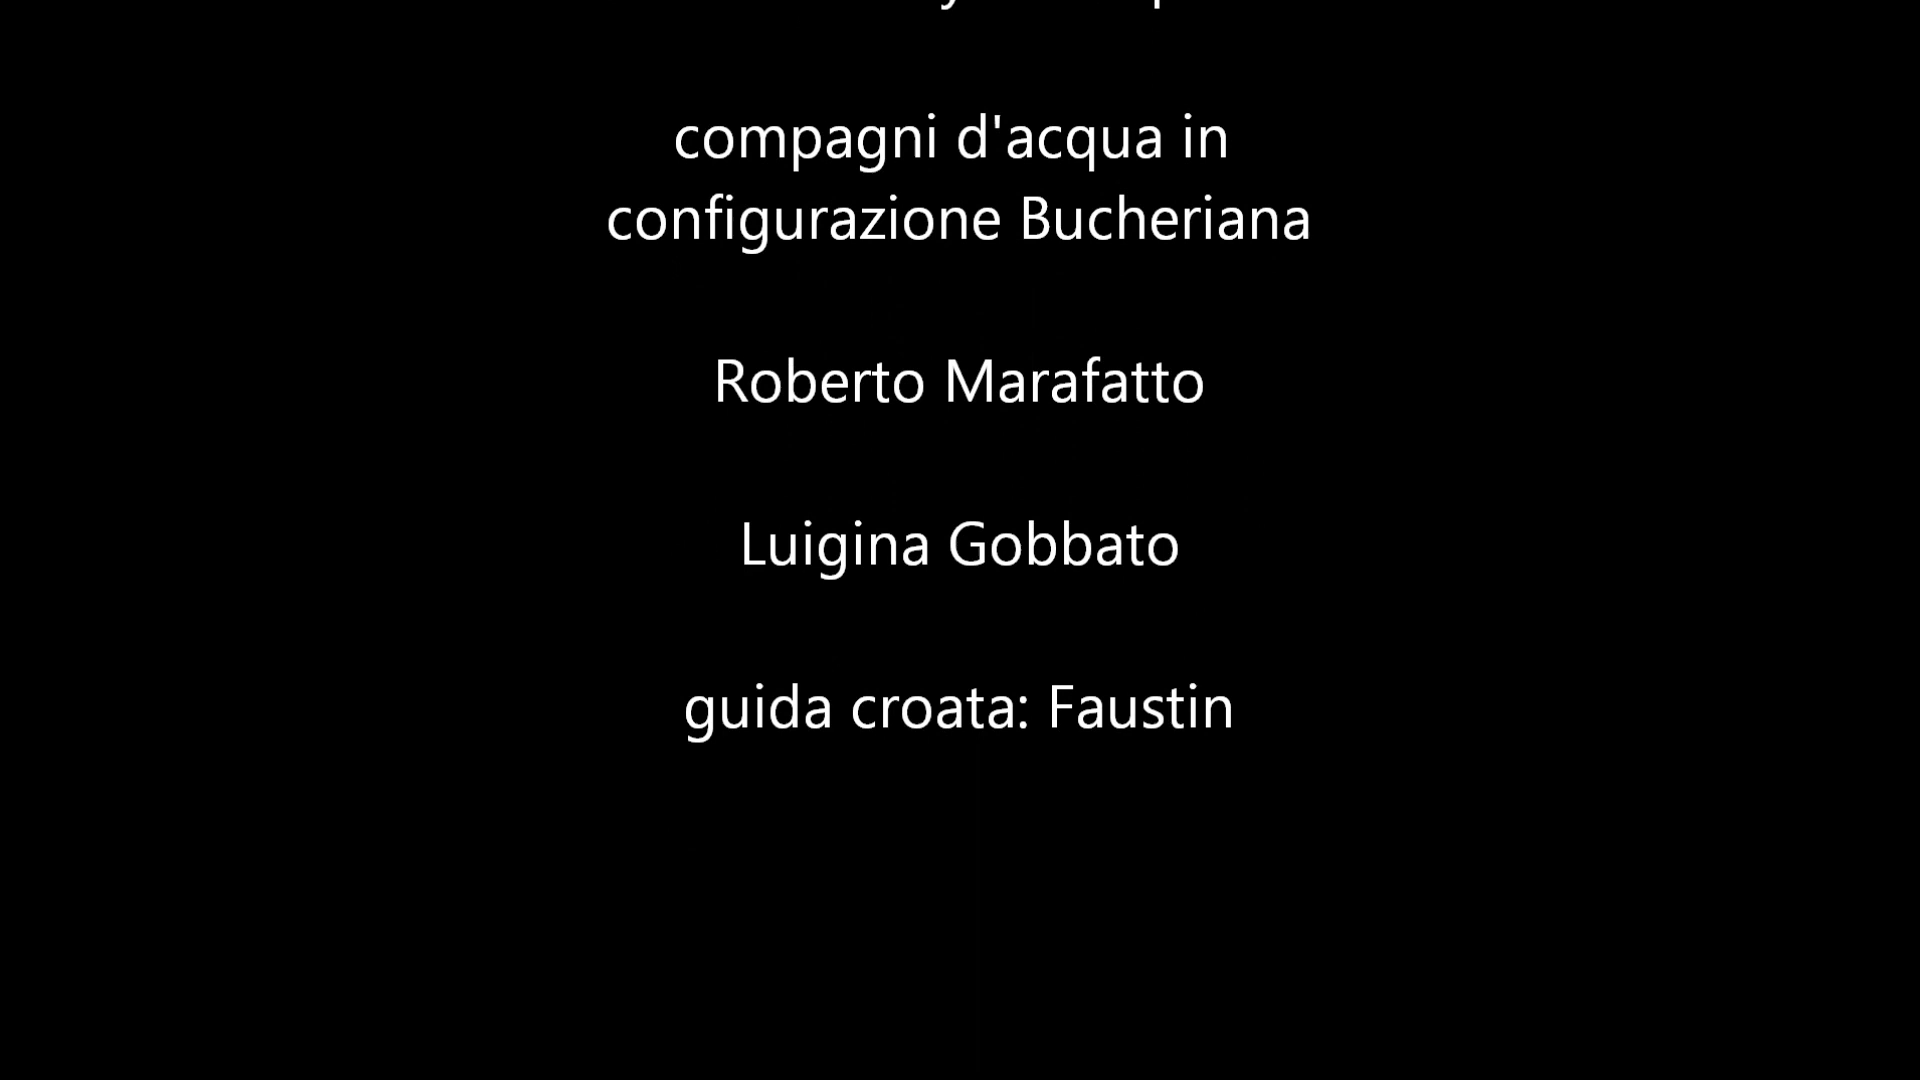 compagni d'acqua in
configurazione Bucheriana
Roberto Marafatto
Luigina Gobbato
guida croata: Faustin